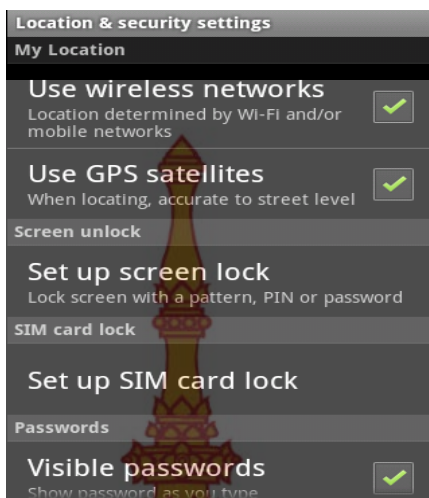 Location & security settings
My Location
Use wireless networks
Location determined by Wi-Fi and/or
mobile networks
Use GPS satellites
When locating, accurate to street level
Screen unlock
Set up screen lock
Lock screen with a pattern, PIN or password
SIM card lock
Set up SIM card lock
Passwords
Visible passwords
Show password as you type